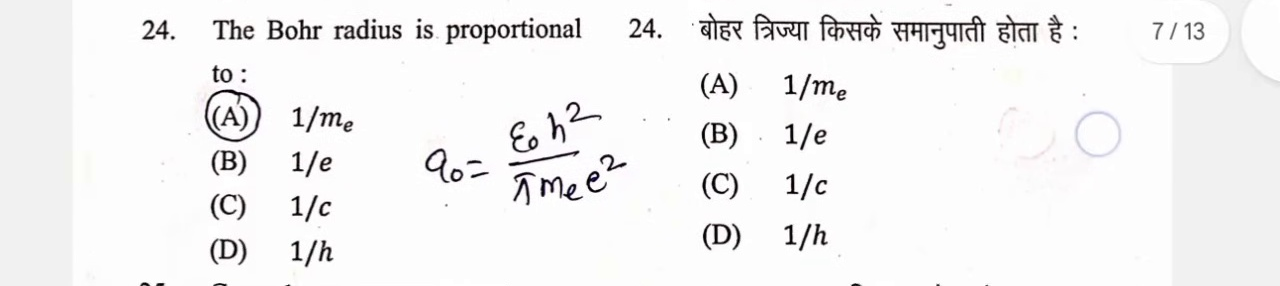 24. The Bohr radius is proportional to :
(A) 1/mₑ
(B) 1/e
(C) 1/c
(D) 1/h
a₀ = ε₀h²
πmₑe²
24. बोहर त्रिज्या किसके समानुपाती होता है :
(A) 1/mₑ
(B) 1/e
(C) 1/c
(D) 1/h
7 / 13